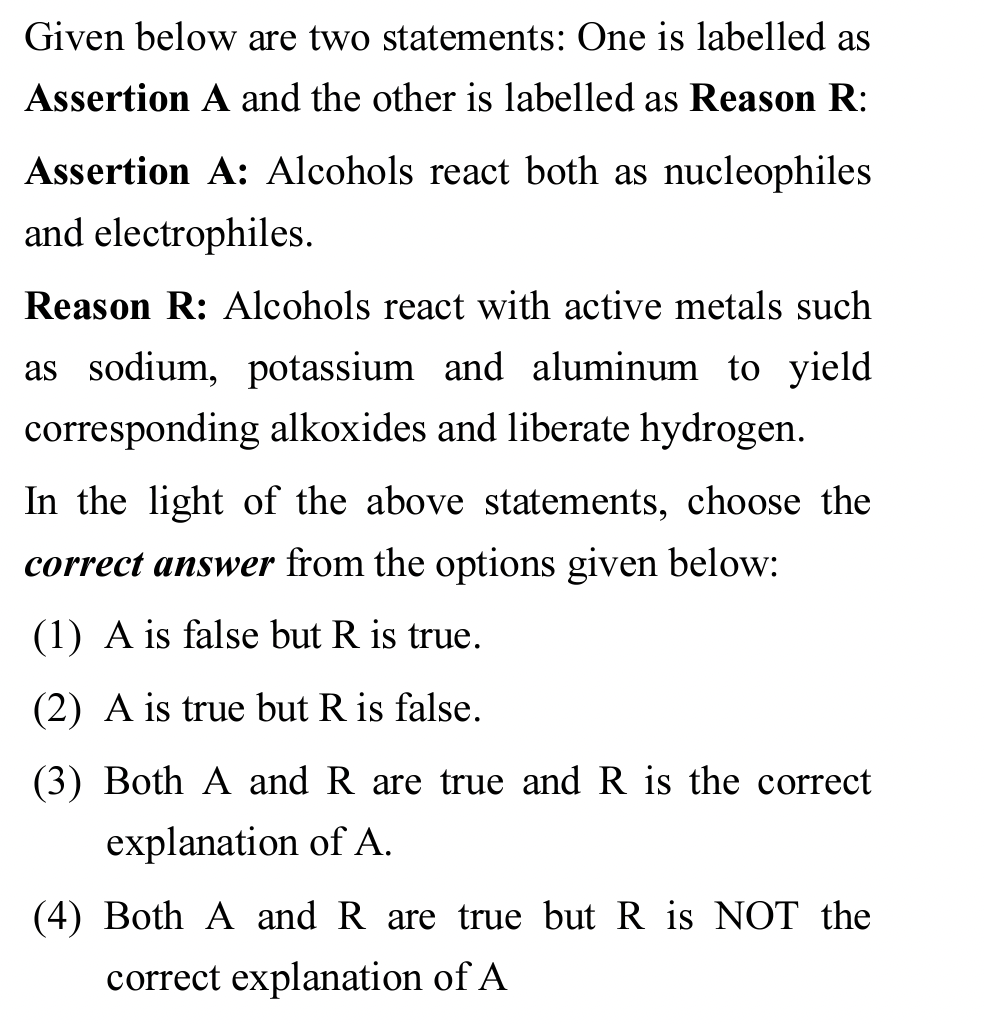 Given below are two statements: One is labelled as
Assertion A and the other is labelled as Reason R:
Assertion A: Alcohols react both as nucleophiles
and electrophiles.
Reason R: Alcohols react with active metals such
as sodium, potassium and aluminum to yield
corresponding alkoxides and liberate hydrogen.
In the light of the above statements, choose the
correct answer from the options given below:
(1) A is false but R is true.
(2) A is true but R is false.
(3) Both A and R are true and R is the correct
explanation of A.
(4) Both A and R are true but R is NOT the
correct explanation of A